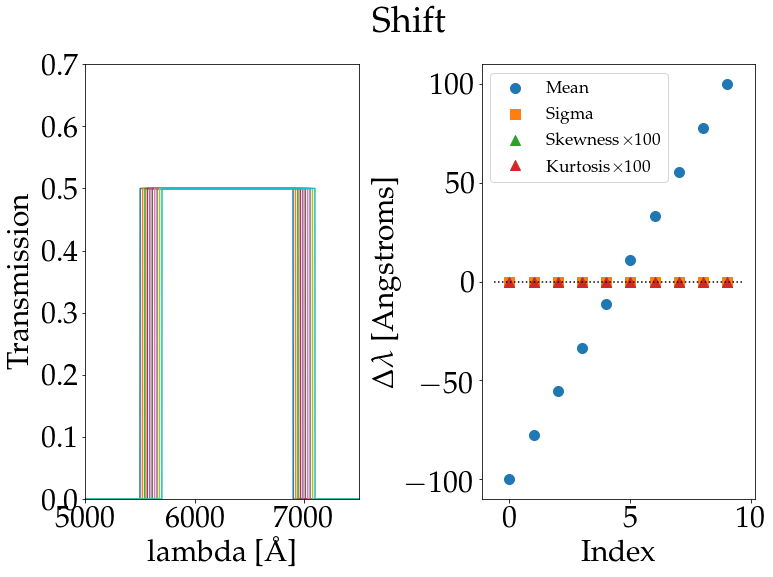 Shift
0.7
0.6
0.5
0.4
0.3
0.2
0.1
0.0
Transmission
5000 6000 7000
lambda [Å]
100
50
0
−50
−100
Δλ [Angstroms]
Mean
Sigma
Skewness ×100
Kurtosis ×100
0 5 10
Index